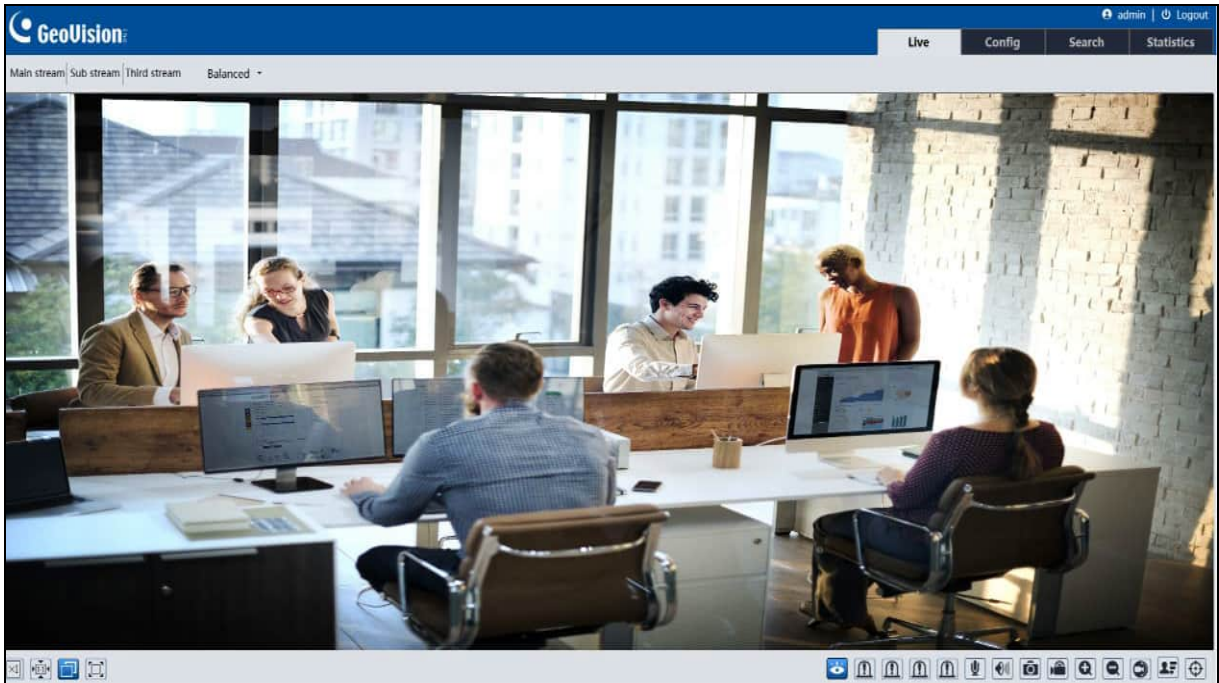 admin | Logout
GeoVision
Live Config Search Statistics
Main stream Sub stream Third stream Balanced